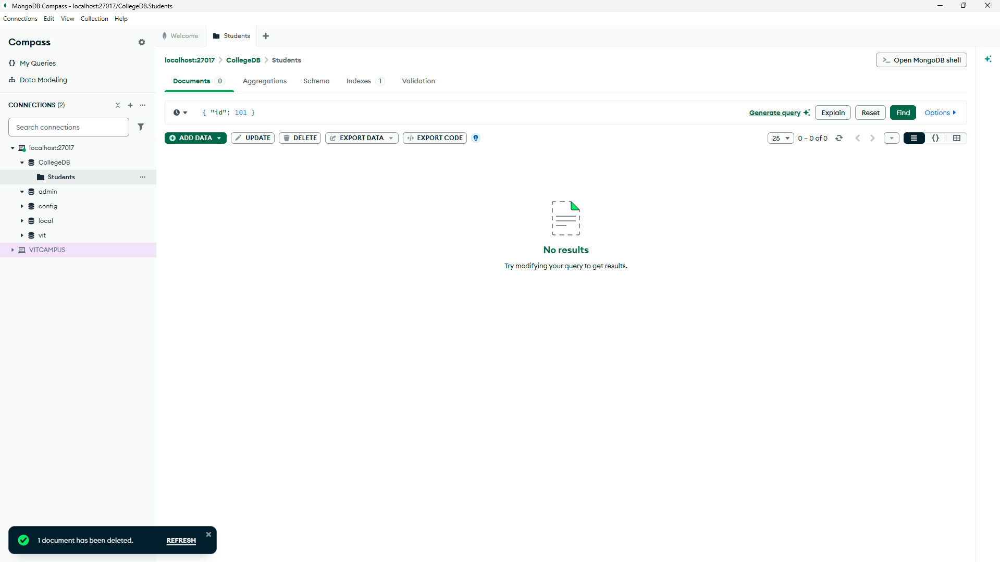 MongoDB Compass - localhost:27017/CollegeDB.Students
Connections Edit View Collection Help
Compass
My Queries
Data Modeling
CONNECTIONS (2)
Search connections
localhost:27017
CollegeDB
Students
admin
config
local
vit
VITCAMPUS
Welcome
Students
localhost:27017 CollegeDB Students
Open MongoDB shell
Documents 0 Aggregations Schema Indexes 1 Validation
{ "id": 101 }
Generate query Explain Reset Find Options
ADD DATA UPDATE DELETE EXPORT DATA EXPORT CODE
25 0 – 0 of 0
No results
Try modifying your query to get results.
1 document has been deleted. REFRESH